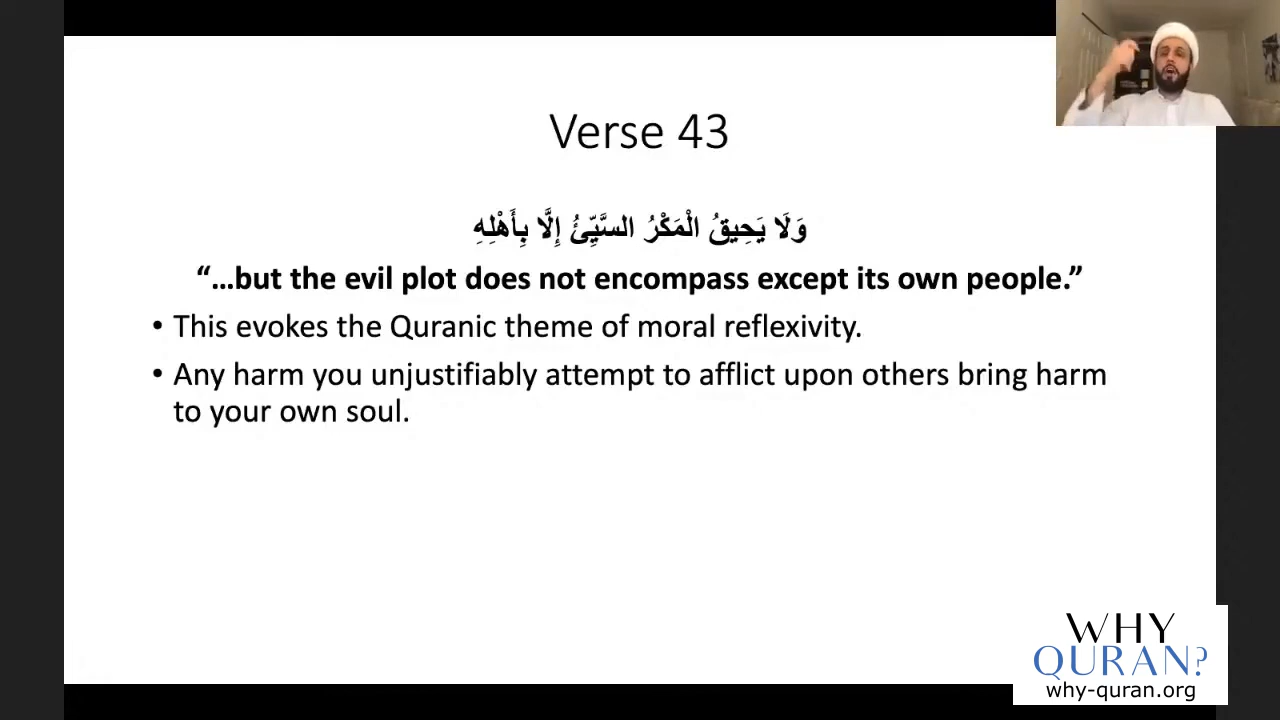 Verse 43
وَلَا يَحِيقُ الْمَكْرُ السَّيِّئُ إِلَّا بِأَهْلِهِ
“…but the evil plot does not encompass except its own people.”
• This evokes the Quranic theme of moral reflexivity.
• Any harm you unjustifiably attempt to afflict upon others bring harm
to your own soul.
WHY
QURAN?
why-quran.org